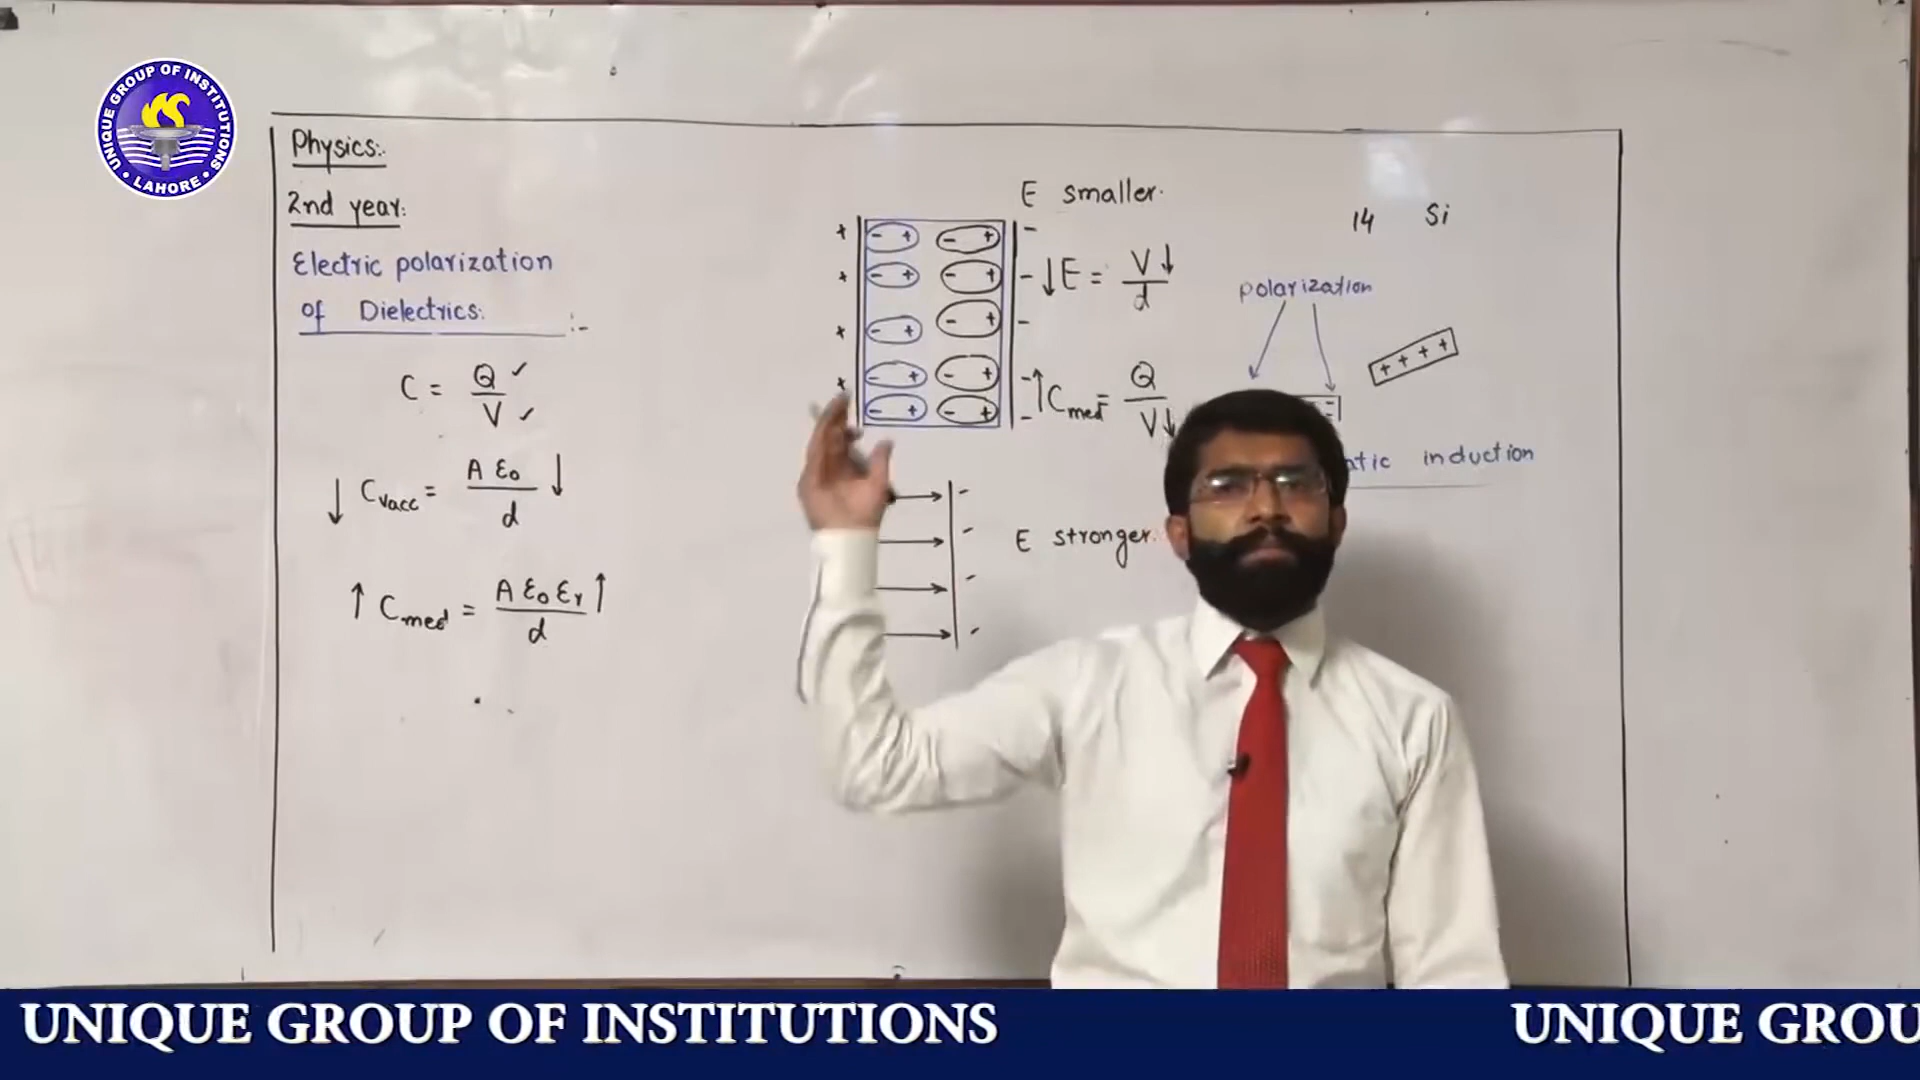 UNIQUE GROUP OF INSTITUTIONS
• LAHORE •
Physics:.
2nd year:
Electric polarization
of Dielectrics: :-
C = Q ✓ / V ✓
↓ Cvacc = A ε₀ / d ↓
↑ Cmed = A ε₀ εr / d ↑
E smaller.
+ - + - + -
+ - + - + -
+ - + - + -
+ - + - + -
- + - + -
↓E = V↓ / d
↑Cmed = Q / V↓
-
-
-
-
E stronger.
14 Si
polarization
+ + + +
- -
induction
UNIQUE GROUP OF INSTITUTIONS
UNIQUE GROU